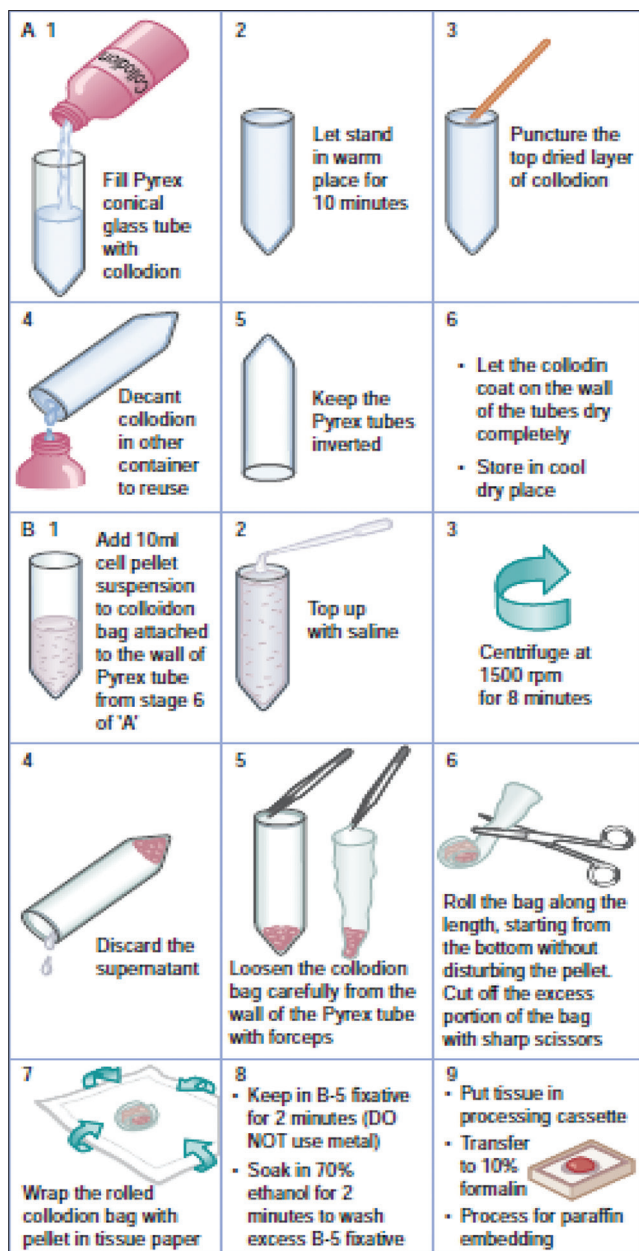 A 1
Collodion
Fill Pyrex
conical
glass tube
with
collodion
2
Let stand
in warm
place for
10 minutes
3
Puncture the
top dried layer
of collodion
4
Decant
collodion
in other
container
to reuse
5
Keep the
Pyrex tubes
inverted
6
• Let the collodin
coat on the wall
of the tubes dry
completely
• Store in cool
dry place
B 1
Add 10ml
cell pellet
suspension
to colloidon
bag attached
to the wall of
Pyrex tube
from stage 6
of 'A'
2
Top up
with saline
3
Centrifuge at
1500 rpm
for 8 minutes
4
Discard the
supernatant
5
Loosen the collodion
bag carefully from the
wall of the Pyrex tube
with forceps
6
Roll the bag along the
length, starting from
the bottom without
disturbing the pellet.
Cut off the excess
portion of the bag
with sharp scissors
7
Wrap the rolled
collodion bag with
pellet in tissue paper
8
• Keep in B-5 fixative
for 2 minutes (DO
NOT use metal)
• Soak in 70%
ethanol for 2
minutes to wash
excess B-5 fixative
9
• Put tissue in
processing cassette
• Transfer
to 10%
formalin
• Process for paraffin
embedding